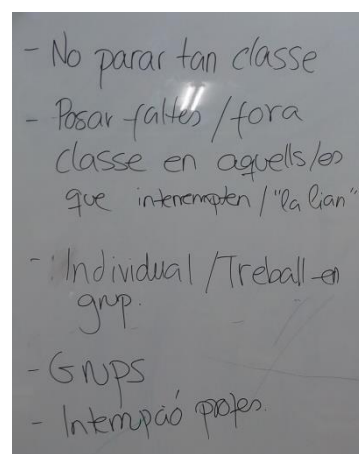 - No parar tan classe
- Posar faltes / fora
classe en aquells/es
que interrempten / "la lian"
- Individual / Treball en
grup.
- Grups
- Interrupció profes.